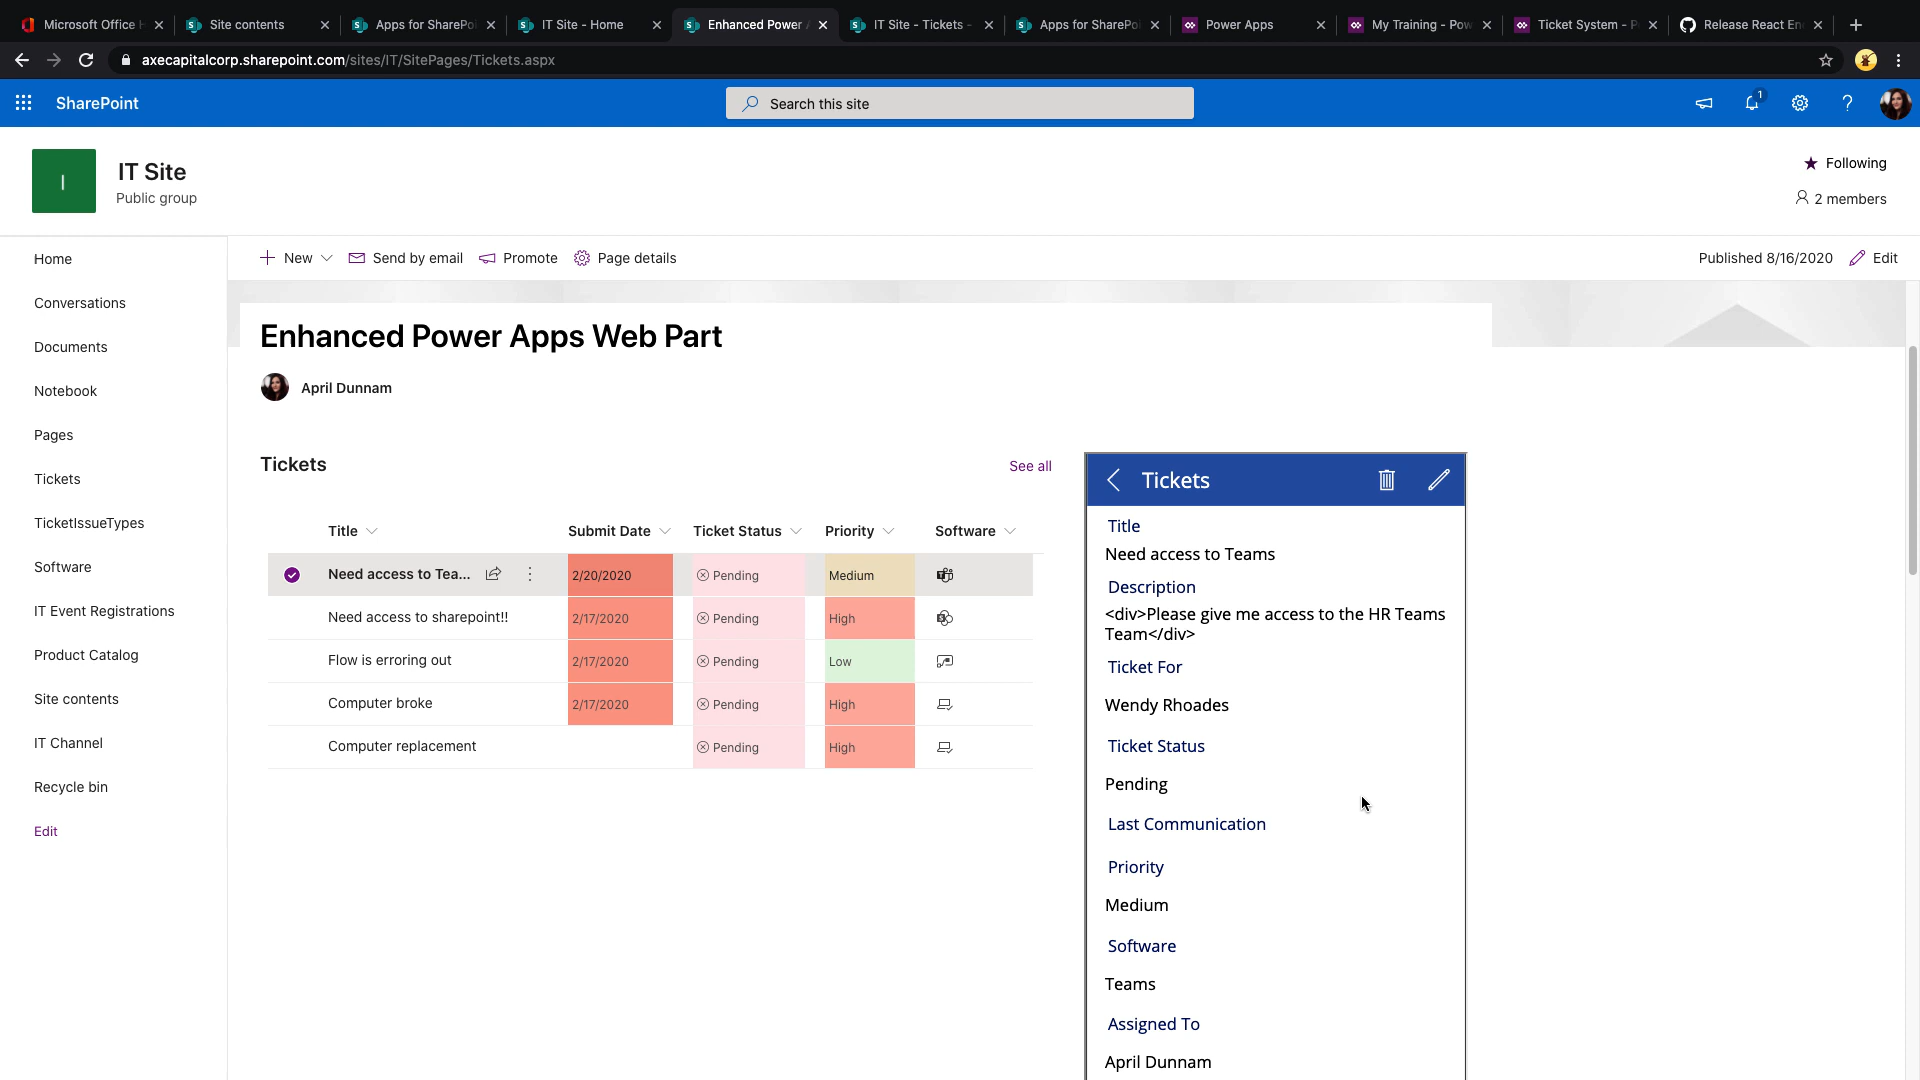 Microsoft Office H
Site contents
Apps for SharePoi
IT Site - Home
Enhanced Power A
IT Site - Tickets -
Apps for SharePoi
Power Apps
My Training - Pow
Ticket System - P
Release React En
axecapitalcorp.sharepoint.com/sites/IT/SitePages/Tickets.aspx
SharePoint
Search this site
1
I
IT Site
Public group
Following
2 members
New
Send by email
Promote
Page details
Published 8/16/2020
Edit
Home
Conversations
Documents
Notebook
Pages
Tickets
TicketIssueTypes
Software
IT Event Registrations
Product Catalog
Site contents
IT Channel
Recycle bin
Edit
Enhanced Power Apps Web Part
April Dunnam
Tickets
See all
Title Submit Date Ticket Status Priority Software
Need access to Tea... 2/20/2020 Pending Medium
Need access to sharepoint!! 2/17/2020 Pending High
Flow is erroring out 2/17/2020 Pending Low
Computer broke 2/17/2020 Pending High
Computer replacement Pending High
Tickets
Title
Need access to Teams
Description
<div>Please give me access to the HR Teams
Team</div>
Ticket For
Wendy Rhoades
Ticket Status
Pending
Last Communication
Priority
Medium
Software
Teams
Assigned To
April Dunnam